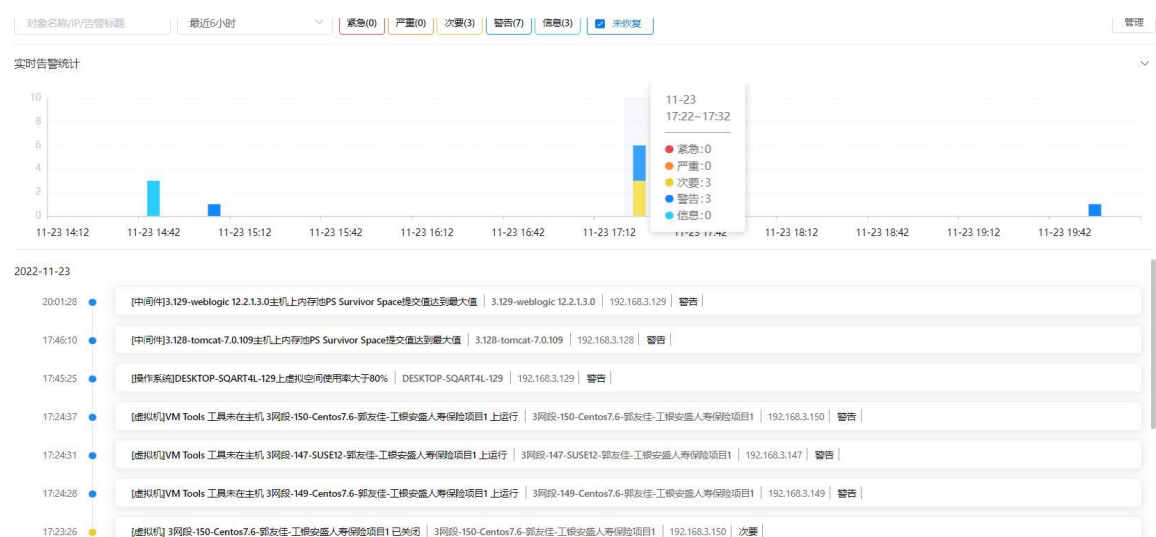 对象名称/IP/告警标题 最近6小时 紧急(0) 严重(0) 次要(3) 警告(7) 信息(3) 未恢复 管理
实时告警统计
10
8
6
4
2
0
11-23
17:22~17:32
紧急:0
严重:0
次要:3
警告:3
信息:0
11-23 14:12 11-23 14:42 11-23 15:12 11-23 15:42 11-23 16:12 11-23 16:42 11-23 17:12 11-23 17:42 11-23 18:12 11-23 18:42 11-23 19:12 11-23 19:42
2022-11-23
20:01:28 [中间件]3.129-weblogic 12.2.1.3.0主机上内存池PS Survivor Space提交值达到最大值 3.129-weblogic 12.2.1.3.0 192.168.3.129 警告
17:46:10 [中间件]3.128-tomcat-7.0.109主机上内存池PS Survivor Space提交值达到最大值 3.128-tomcat-7.0.109 192.168.3.128 警告
17:45:25 [操作系统]DESKTOP-SQART4L-129上虚拟空间使用率大于80% DESKTOP-SQART4L-129 192.168.3.129 警告
17:24:37 [虚拟机]VM Tools 工具未在主机 3网段-150-Centos7.6-郭友佳-工银安盛人寿保险项目1 上运行 3网段-150-Centos7.6-郭友佳-工银安盛人寿保险项目1 192.168.3.150 警告
17:24:31 [虚拟机]VM Tools 工具未在主机 3网段-147-SUSE12-郭友佳-工银安盛人寿保险项目1 上运行 3网段-147-SUSE12-郭友佳-工银安盛人寿保险项目1 192.168.3.147 警告
17:24:28 [虚拟机]VM Tools 工具未在主机 3网段-149-Centos7.6-郭友佳-工银安盛人寿保险项目1 上运行 3网段-149-Centos7.6-郭友佳-工银安盛人寿保险项目1 192.168.3.149 警告
17:23:26 [虚拟机] 3网段-150-Centos7.6-郭友佳-工银安盛人寿保险项目1 已关闭 3网段-150-Centos7.6-郭友佳-工银安盛人寿保险项目1 192.168.3.150 次要